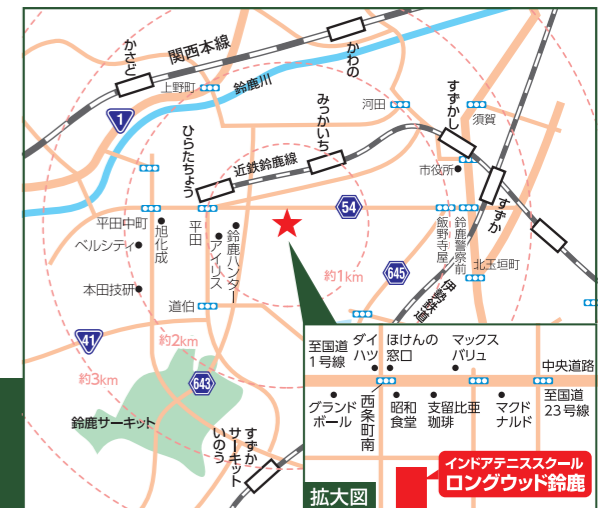 関西本線
かさど
かわの
上野町
鈴鹿川
1
河田
すずかし
須賀
みっかいち
ひらたちょう
近鉄鈴鹿線
市役所
54
すずか
平田中町
旭化成
平田
鈴鹿ハンター
アイリス
ベルシティ
飯野寺屋
鈴鹿警察前
北玉垣町
645
伊勢鉄道
約1km
本田技研
道伯
41
約2km
約3km
643
鈴鹿サーキット
すずか
サーキット
いのう
至国道
1号線
ダイ
ハツ
ほけんの
窓口
マックス
バリュ
中央道路
グランド
ボール
西条町南
昭和
食堂
支留比亜
珈琲
マクド
ナルド
至国道
23号線
インドアテニススクール
ロングウッド鈴鹿
拡大図